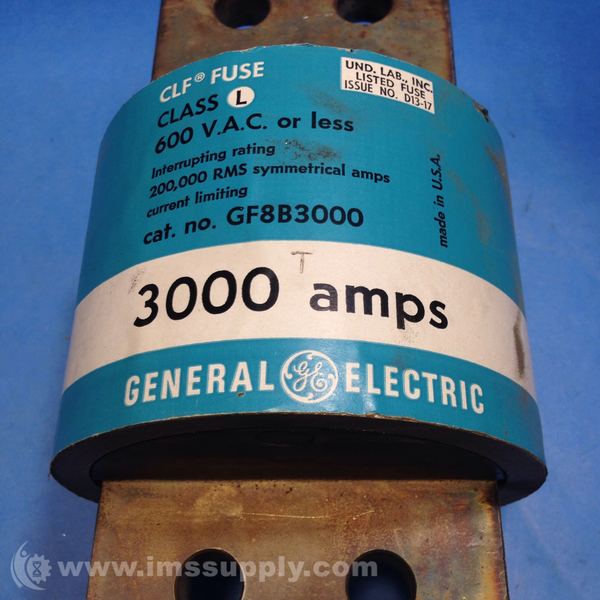 CLF® FUSE
CLASS L
600 V.A.C. or less
Interrupting rating
200,000 RMS symmetrical amps
current limiting
cat. no. GF8B3000
UND. LAB., INC.
LISTED FUSE
ISSUE NO. D13-17
made in U.S.A.
T
3000 amps
GENERAL GE ELECTRIC
www.imssupply.com